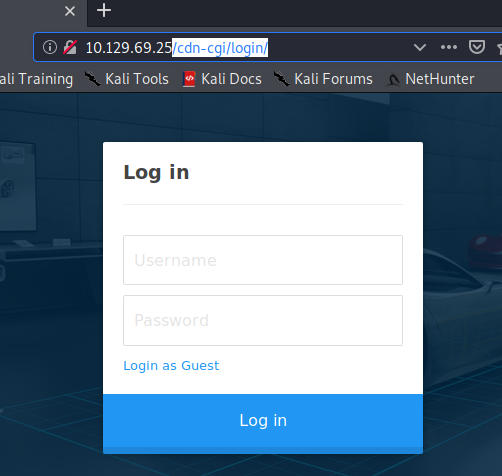 10.129.69.25/cdn-cgi/login/
Kali Training Kali Tools Kali Docs Kali Forums NetHunter
Log in
Username
Password
Login as Guest
Log in